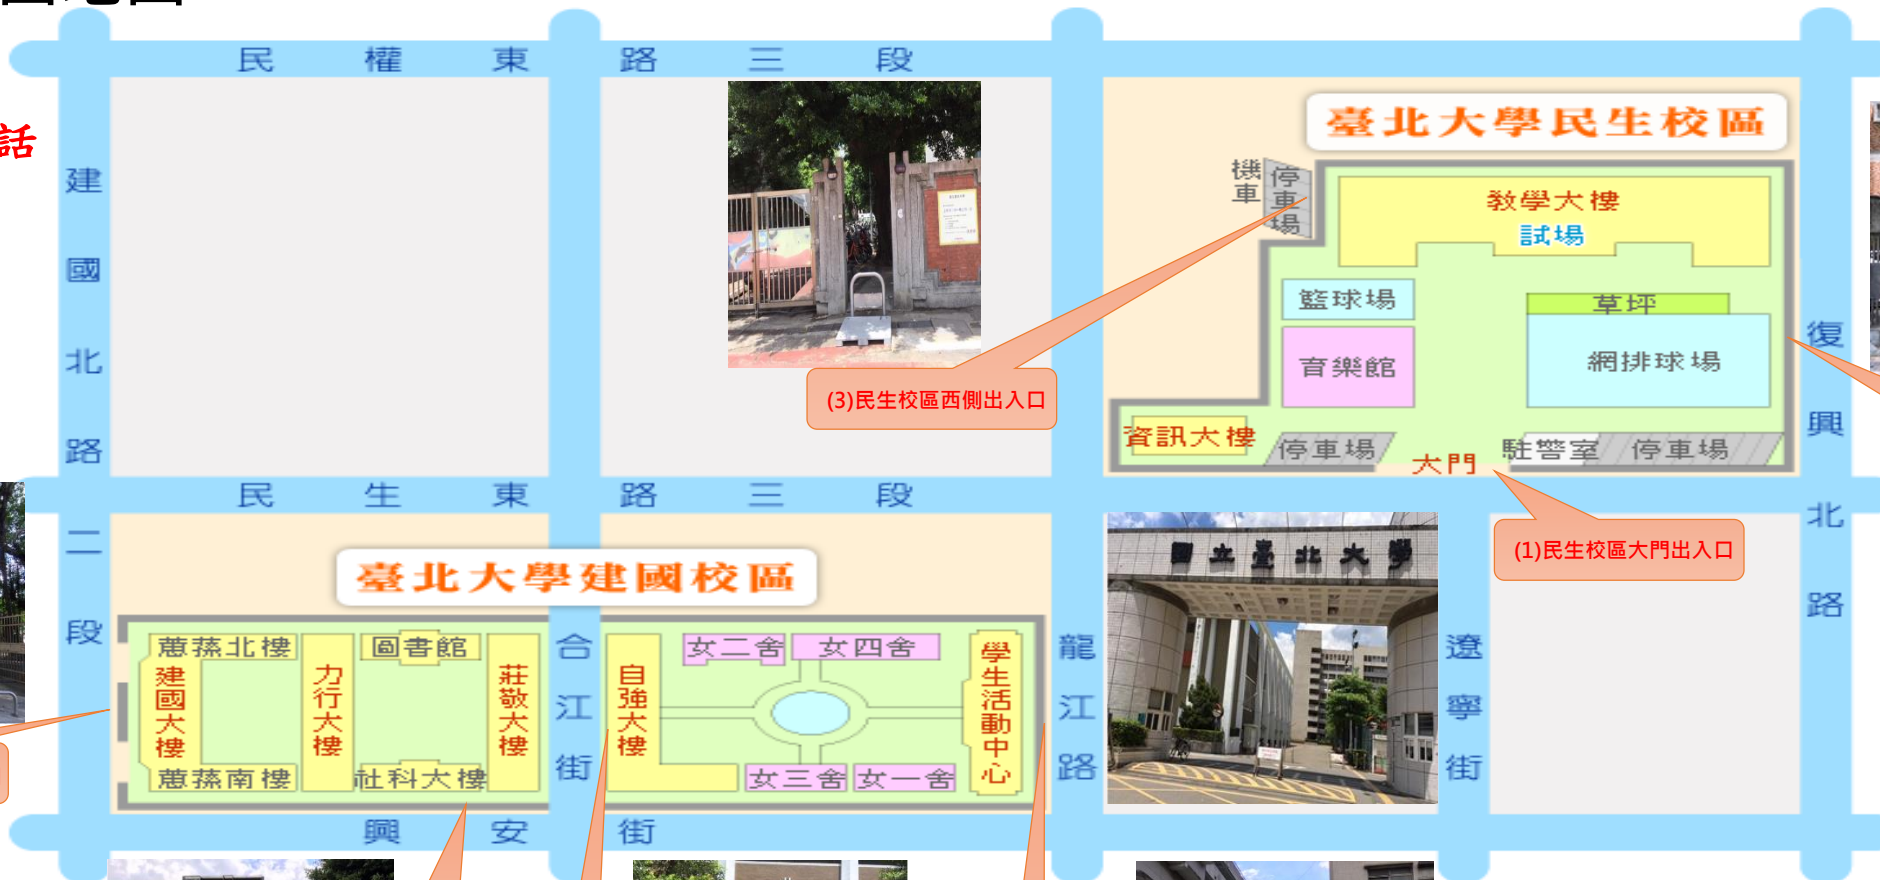 民權東路三段
話
臺北大學民生校區
機車
停車場
教學大樓
試場
建國北路二段
籃球場
草坪
復興北路
育樂館
網排球場
(3)民生校區西側出入口
資訊大樓
停車場
大門
駐警室
停車場
民生東路三段
國立臺北大學
(1)民生校區大門出入口
臺北大學建國校區
蕙蓀北樓
圖書館
合江街
女二舍
女四舍
龍江路
遼寧街
建國大樓
力行大樓
莊敬大樓
自強大樓
學生活動中心
蕙蓀南樓
社科大樓
女三舍
女一舍
興安街